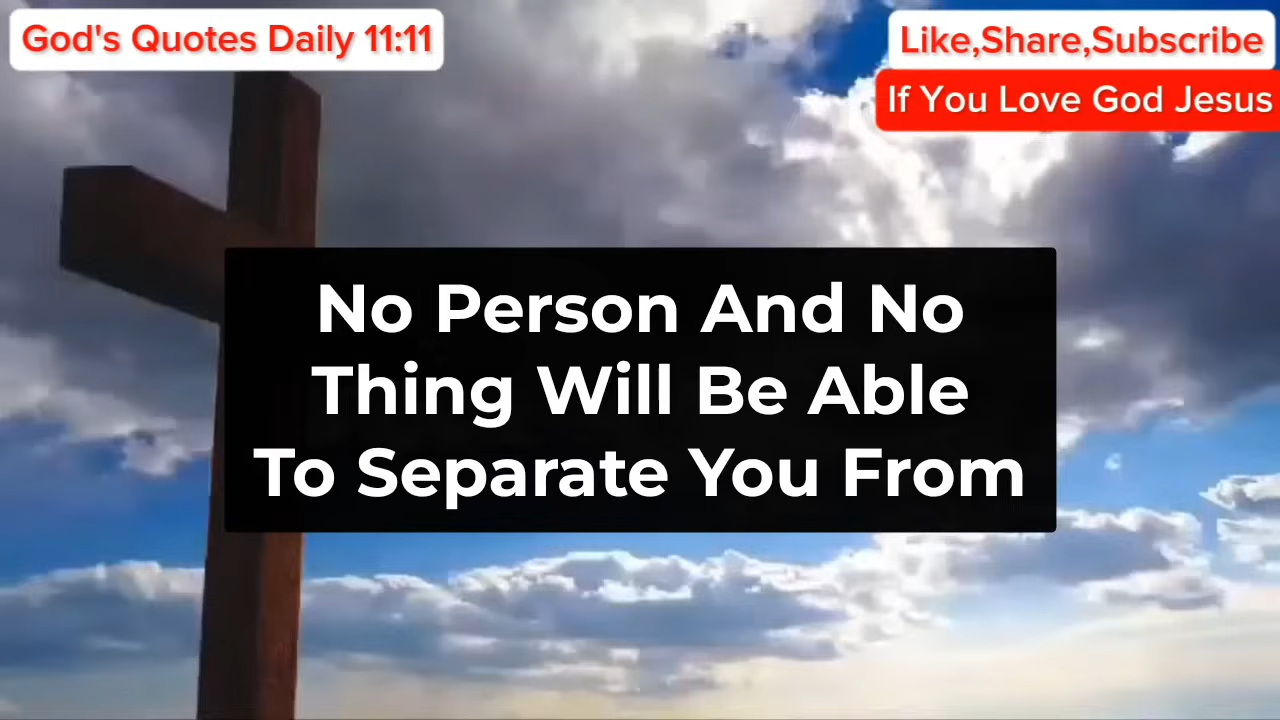 God's Quotes Daily 11:11
Like,Share,Subscribe
If You Love God Jesus
No Person And No
Thing Will Be Able
To Separate You From